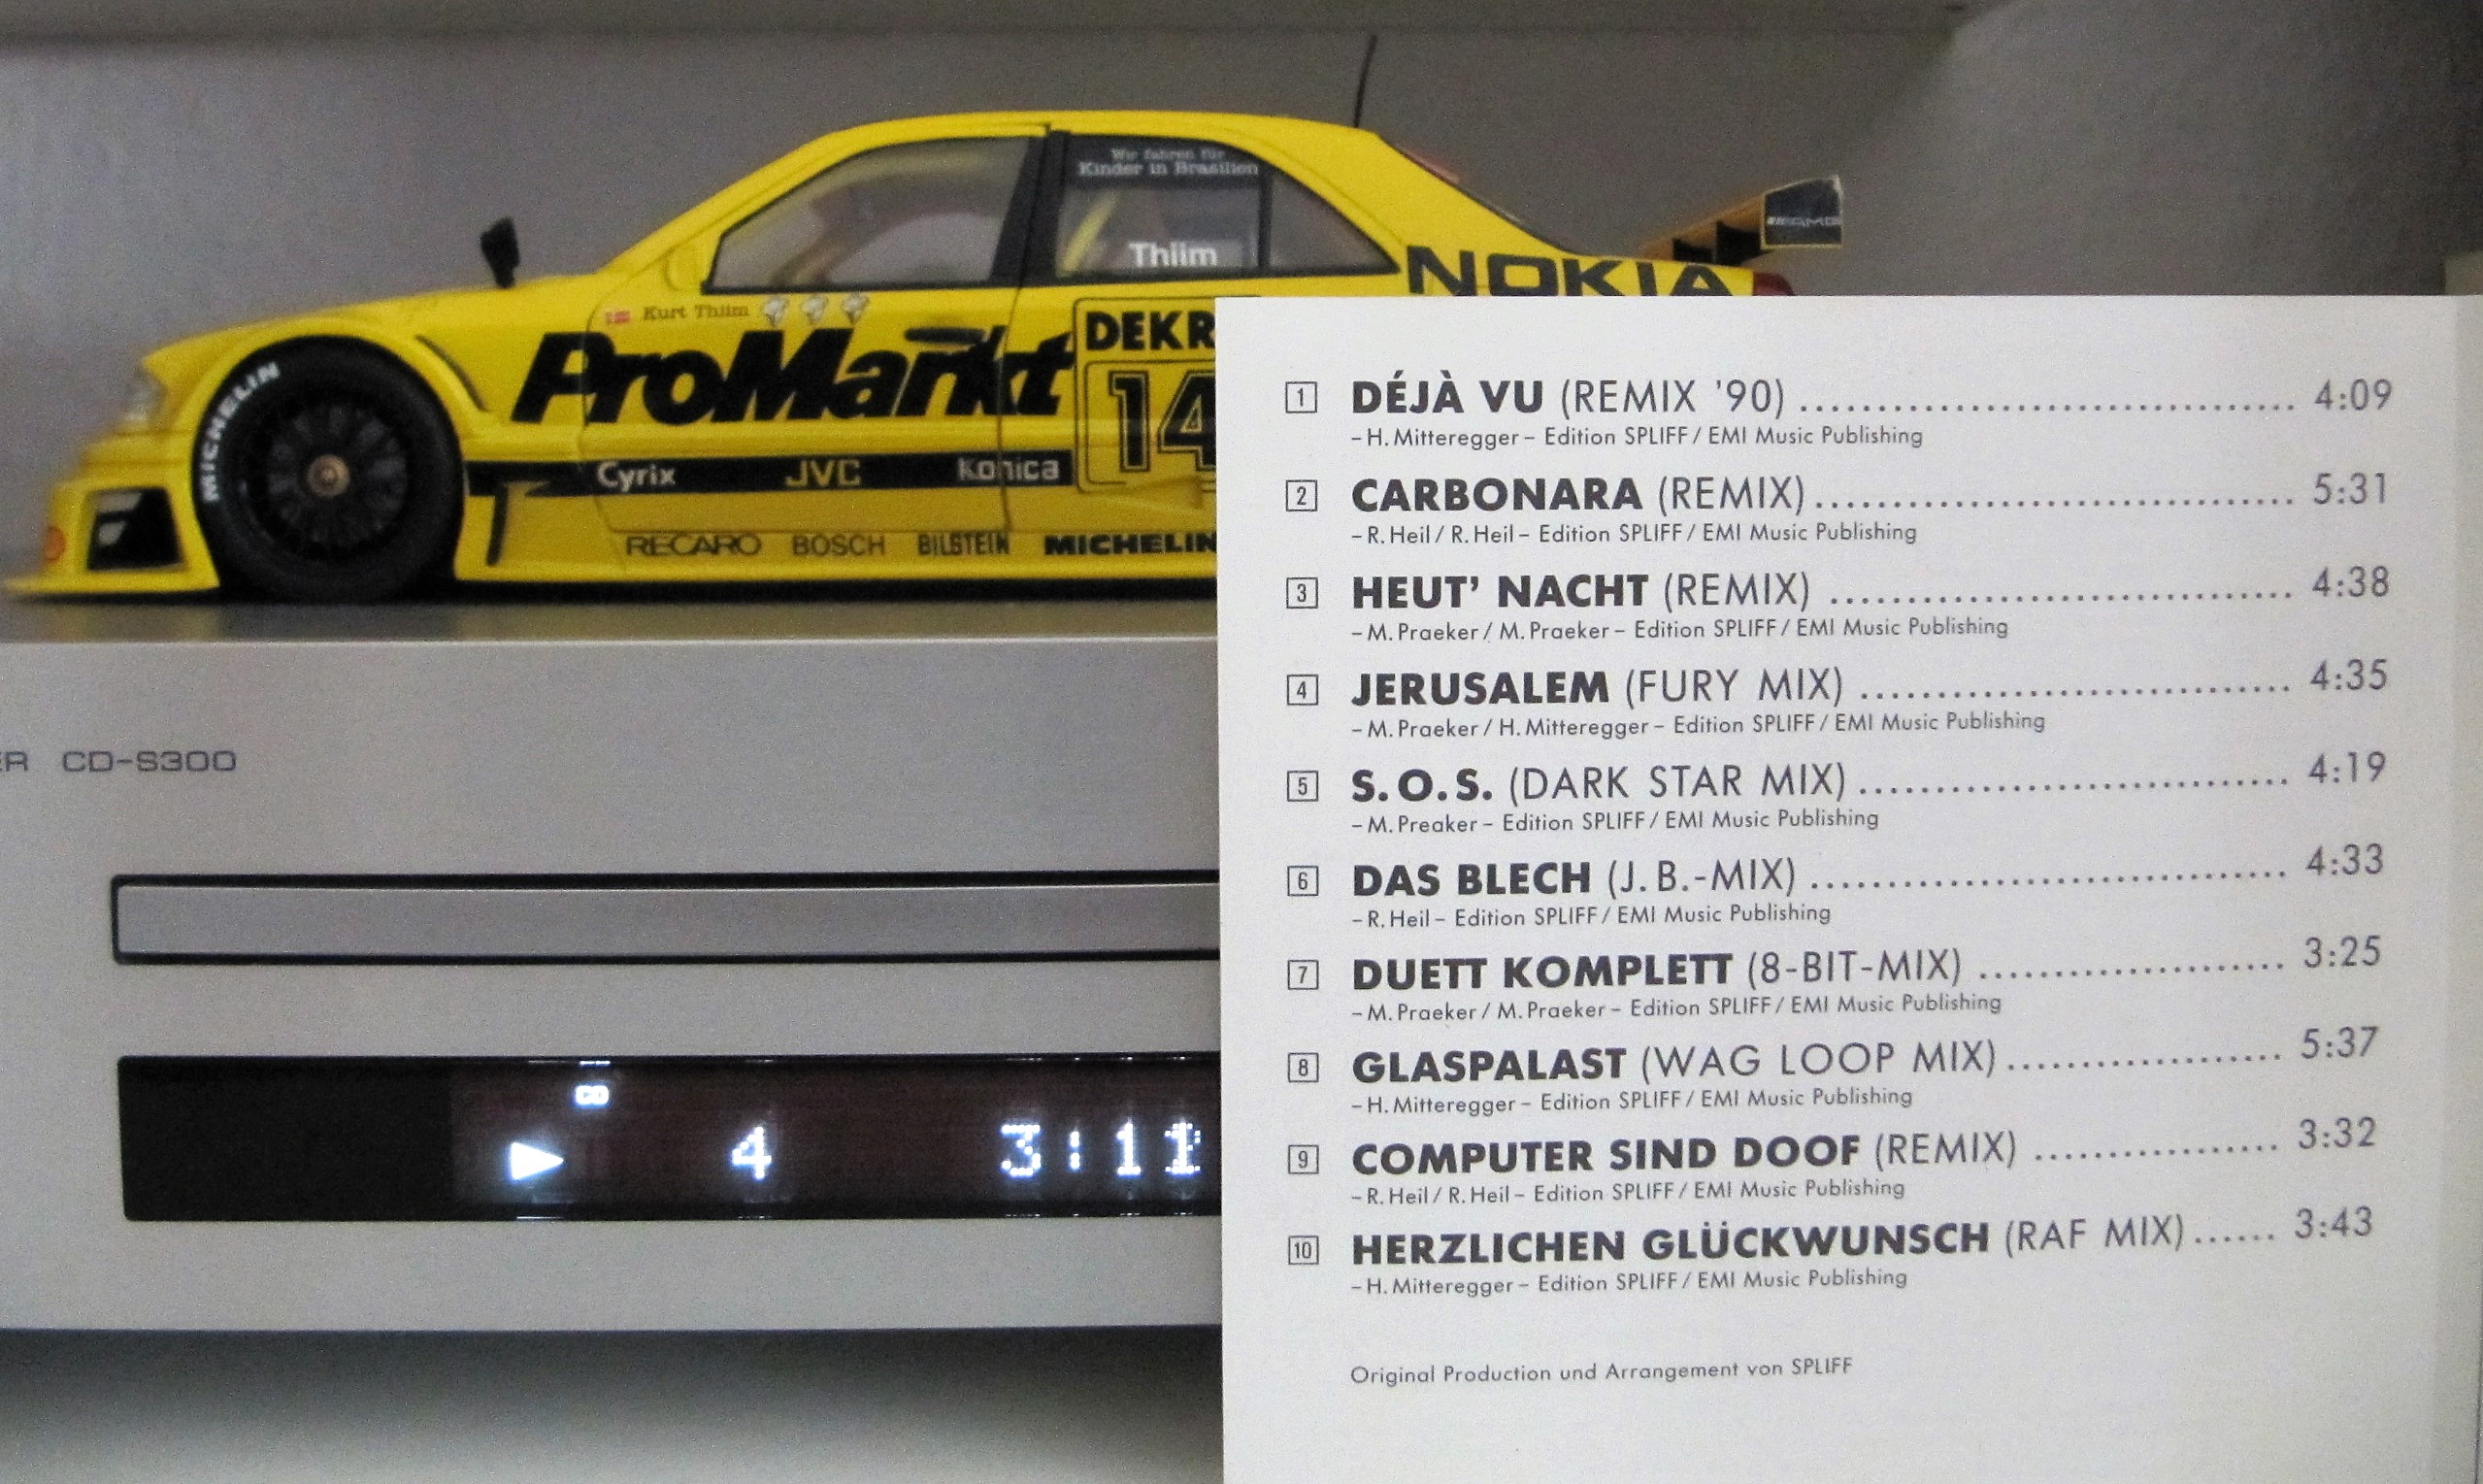 Wir fahren für
Kinder in Brasilien
AMG
Thiim
NOKIA
Kurt Thiim
ProMarkt
DEKR
14
MICHELIN
Cyrix JVC Konica
RECARO BOSCH BILSTEIN MICHELIN
ER CD-S300
CD
4 3:11
1 DÉJÀ VU (REMIX '90) 4:09
– H. Mitteregger – Edition SPLIFF / EMI Music Publishing
2 CARBONARA (REMIX) 5:31
– R. Heil / R. Heil – Edition SPLIFF / EMI Music Publishing
3 HEUT' NACHT (REMIX) 4:38
– M. Praeker / M. Praeker – Edition SPLIFF / EMI Music Publishing
4 JERUSALEM (FURY MIX) 4:35
– M. Praeker / H. Mitteregger – Edition SPLIFF / EMI Music Publishing
5 S. O. S. (DARK STAR MIX) 4:19
– M. Preaker – Edition SPLIFF / EMI Music Publishing
6 DAS BLECH (J. B.-MIX) 4:33
– R. Heil – Edition SPLIFF / EMI Music Publishing
7 DUETT KOMPLETT (8-BIT-MIX) 3:25
– M. Praeker / M. Praeker – Edition SPLIFF / EMI Music Publishing
8 GLASPALAST (WAG LOOP MIX) 5:37
– H. Mitteregger – Edition SPLIFF / EMI Music Publishing
9 COMPUTER SIND DOOF (REMIX) 3:32
– R. Heil / R. Heil – Edition SPLIFF / EMI Music Publishing
10 HERZLICHEN GLÜCKWUNSCH (RAF MIX) 3:43
– H. Mitteregger – Edition SPLIFF / EMI Music Publishing
Original Production und Arrangement von SPLIFF